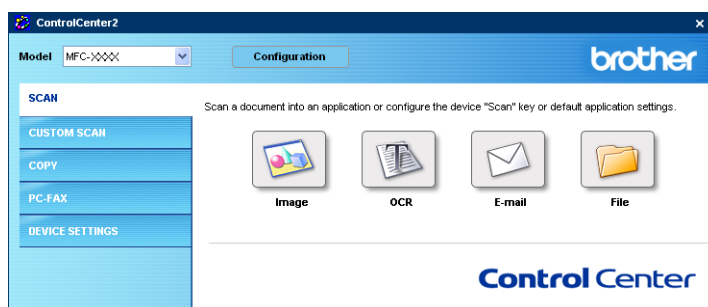 ControlCenter2
Model MFC-XXXX Configuration brother
SCAN
Scan a document into an application or configure the device "Scan" key or default application settings.
CUSTOM SCAN
COPY
PC-FAX
DEVICE SETTINGS
Image OCR E-mail File
Control Center